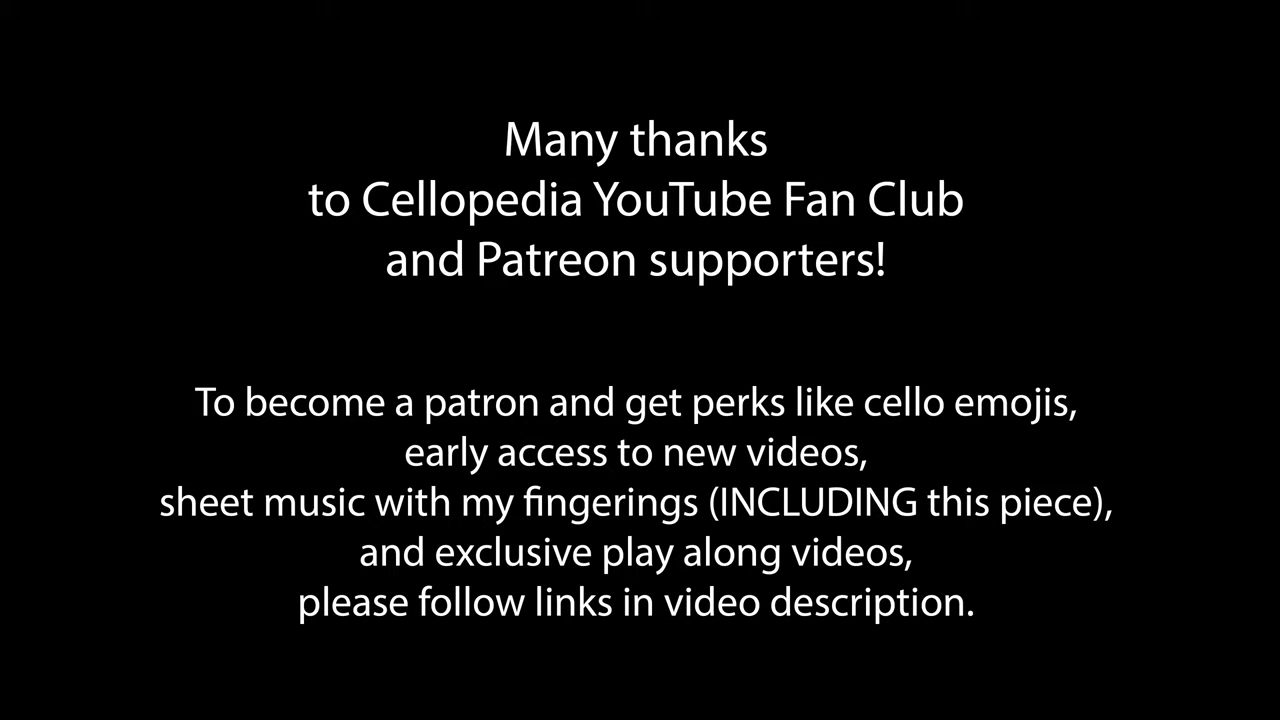 Many thanks
to Cellopedia YouTube Fan Club
and Patreon supporters!
To become a patron and get perks like cello emojis,
early access to new videos,
sheet music with my fingerings (INCLUDING this piece),
and exclusive play along videos,
please follow links in video description.